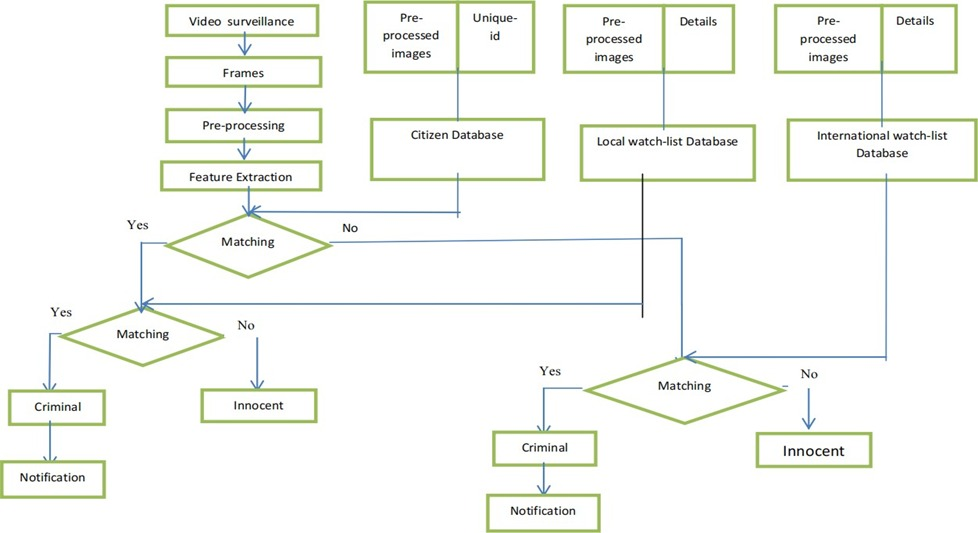 Video surveillance
Frames
Pre-processing
Feature Extraction
Pre-
processed
images
Unique-
id
Citizen Database
Pre-
processed
images
Details
Local watch-list Database
Pre-
processed
images
Details
International watch-list
Database
Yes
Matching
No
Yes
Matching
No
Criminal
Innocent
Notification
Yes
Matching
No
Criminal
Innocent
Notification